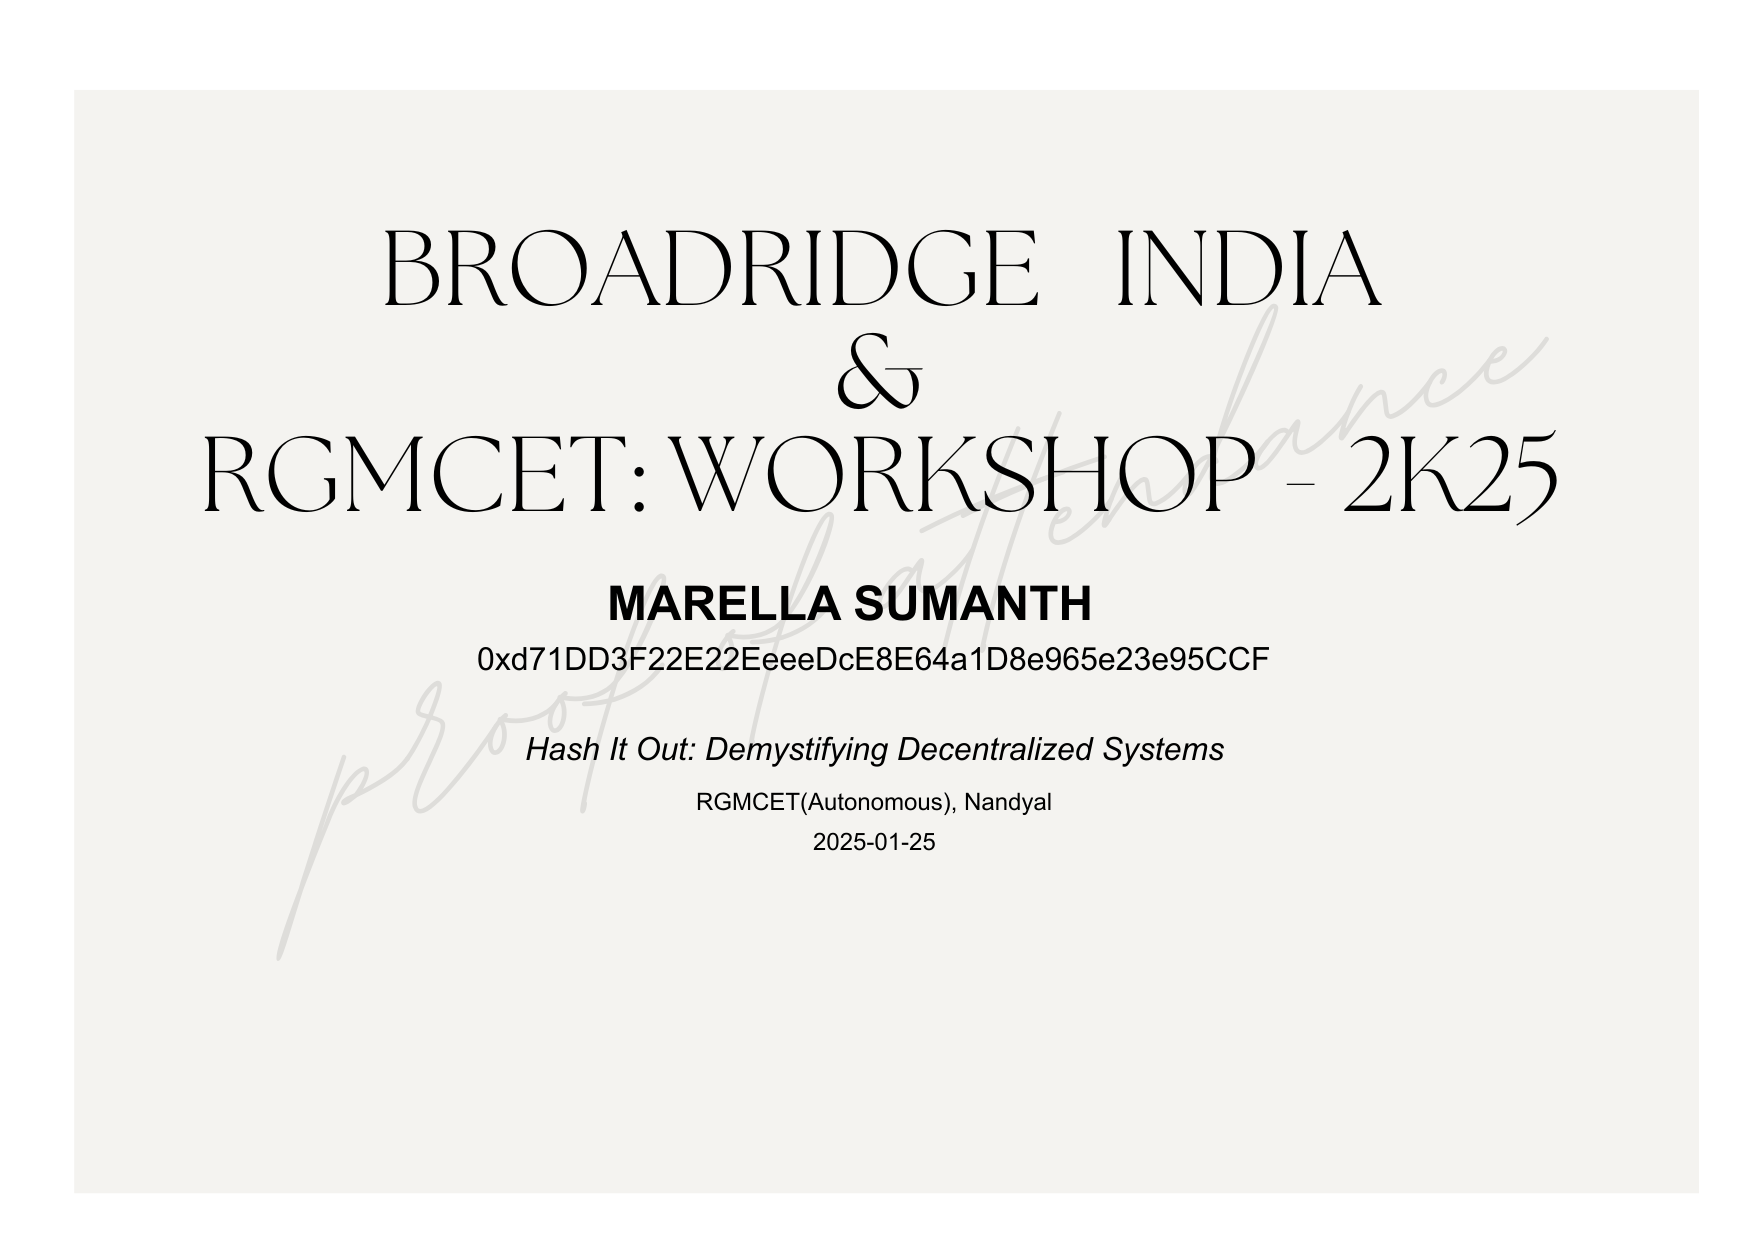 BROADRIDGE INDIA
&
RGMCET: WORKSHOP - 2K25
proof of attendance
MARELLA SUMANTH
0xd71DD3F22E22EeeeDcE8E64a1D8e965e23e95CCF
Hash It Out: Demystifying Decentralized Systems
RGMCET(Autonomous), Nandyal
2025-01-25